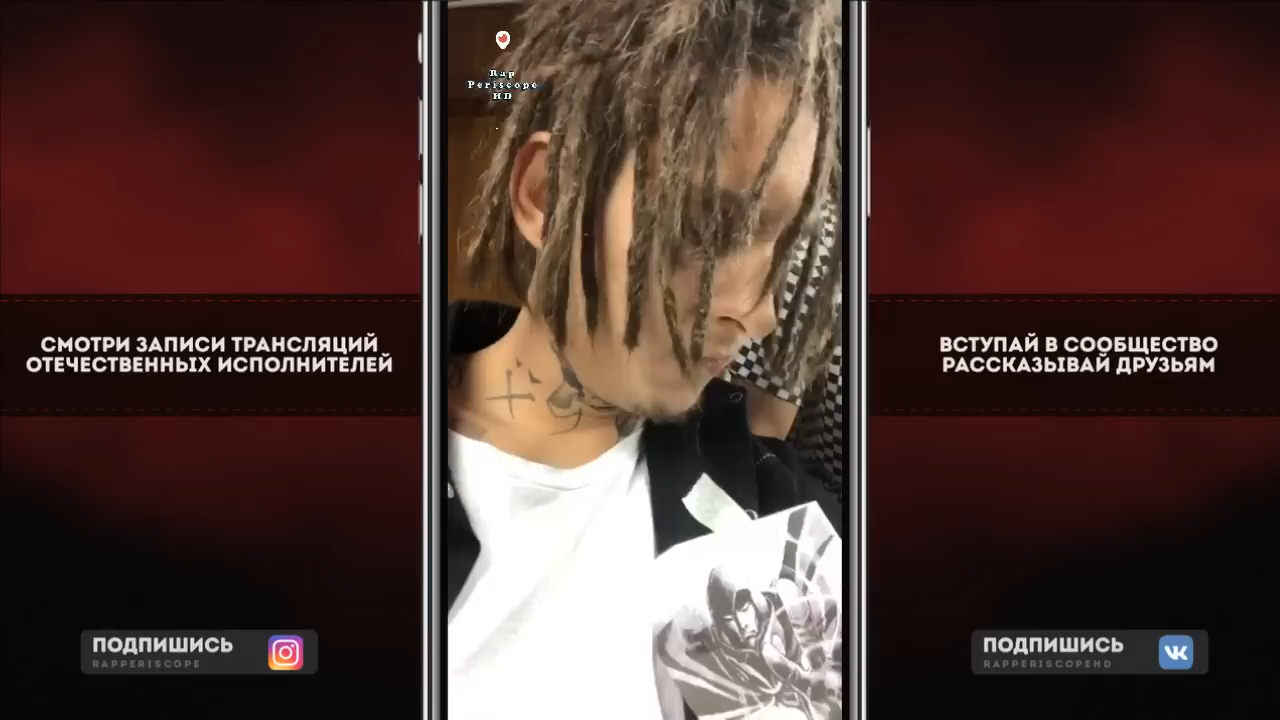 Rap
Periscope
HD
СМОТРИ ЗАПИСИ ТРАНСЛЯЦИЙ
ОТЕЧЕСТВЕННЫХ ИСПОЛНИТЕЛЕЙ
ВСТУПАЙ В СООБЩЕСТВО
РАССКАЗЫВАЙ ДРУЗЬЯМ
ПОДПИШИСЬ
RAPPERISCOPE
ПОДПИШИСЬ
RAPPERISCOPEHD